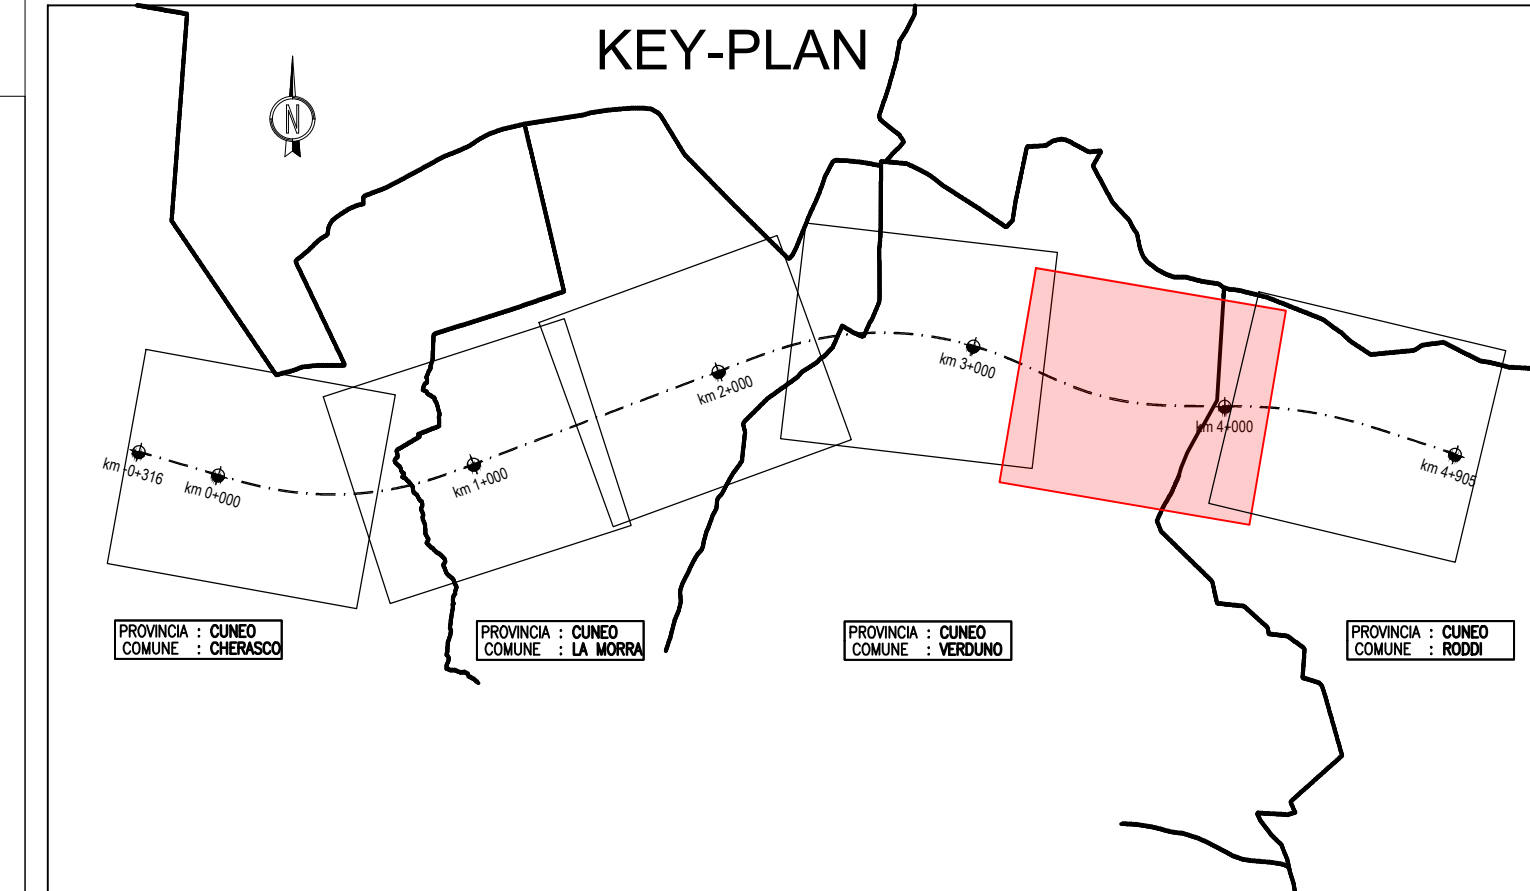 KEY-PLAN
N
km -0+316
km 0+000
km 1+000
km 2+000
km 3+000
km 4+000
km 4+905
PROVINCIA : CUNEO
COMUNE : CHERASCO
PROVINCIA : CUNEO
COMUNE : LA MORRA
PROVINCIA : CUNEO
COMUNE : VERDUNO
PROVINCIA : CUNEO
COMUNE : RODDI